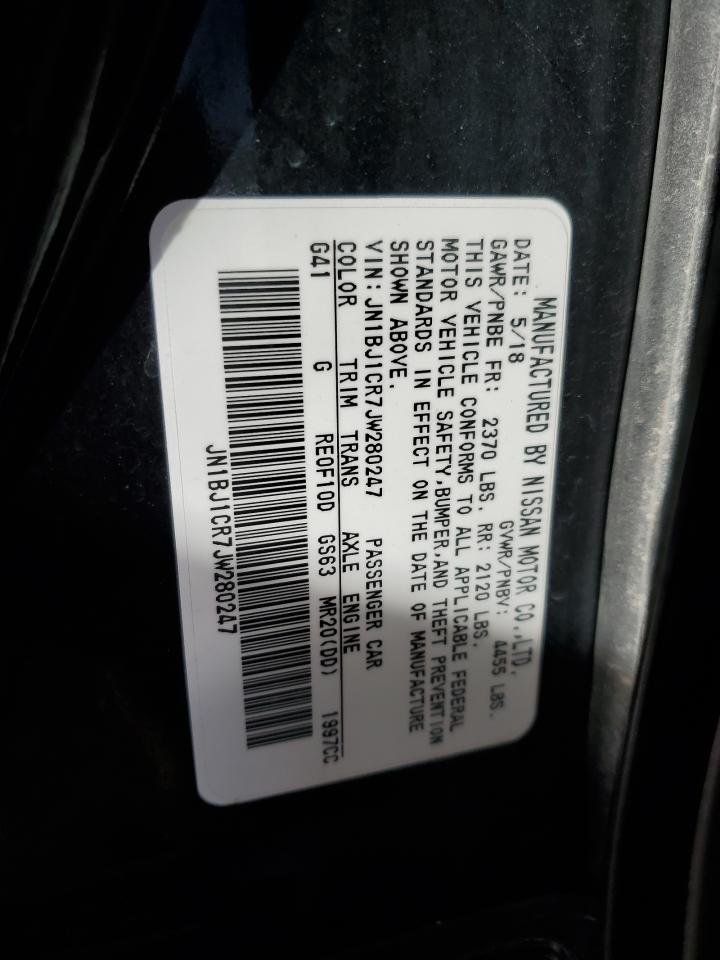 MANUFACTURED BY NISSAN MOTOR CO.,LTD.
DATE: 5/18 GVWR/PNBV: 4455 LBS.
GAWR/PNBE FR: 2370 LBS. RR: 2120 LBS.
THIS VEHICLE CONFORMS TO ALL APPLICABLE FEDERAL
MOTOR VEHICLE SAFETY,BUMPER,AND THEFT PREVENTION
STANDARDS IN EFFECT ON THE DATE OF MANUFACTURE
SHOWN ABOVE.
VIN:JN1BJ1CR7JW280247 PASSENGER CAR
COLOR TRIM TRANS AXLE ENGINE
G41 G RE0F10D GS63 MR20(DD) 1997CC
JN1BJ1CR7JW280247